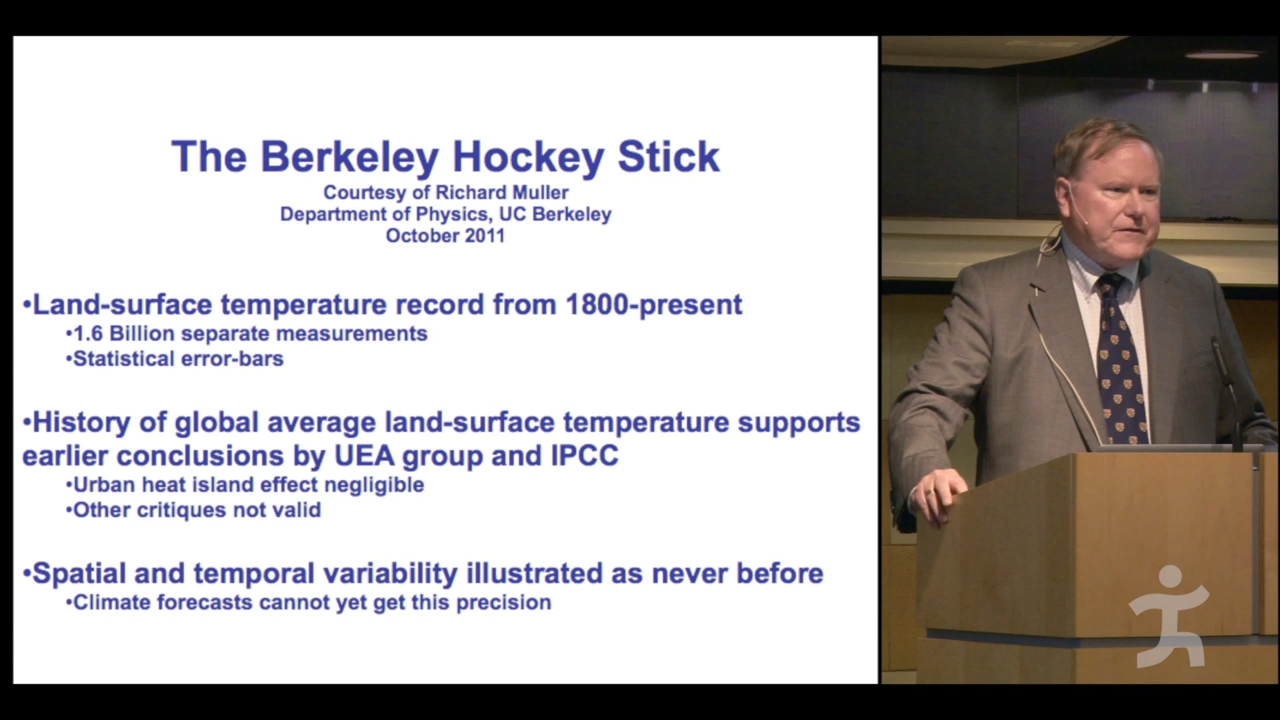 The Berkeley Hockey Stick
Courtesy of Richard Muller
Department of Physics, UC Berkeley
October 2011
•Land-surface temperature record from 1800-present
•1.6 Billion separate measurements
•Statistical error-bars
•History of global average land-surface temperature supports
earlier conclusions by UEA group and IPCC
•Urban heat island effect negligible
•Other critiques not valid
•Spatial and temporal variability illustrated as never before
•Climate forecasts cannot yet get this precision